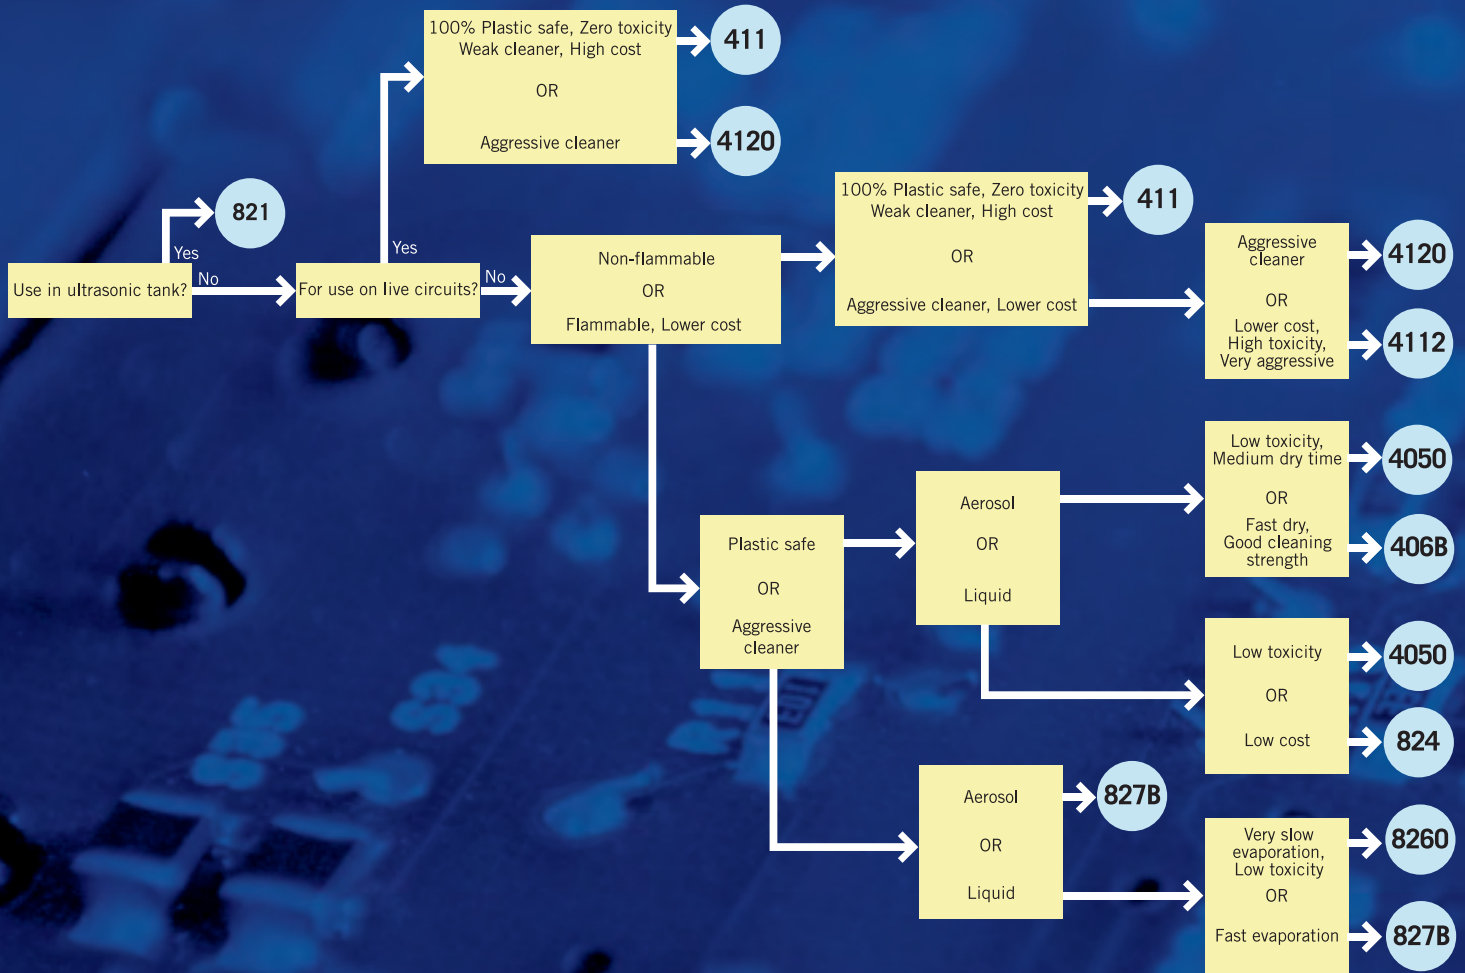 100% Plastic safe, Zero toxicity
Weak cleaner, High cost
OR
Aggressive cleaner
411
4120
821
Yes
No
Use in ultrasonic tank?
Yes
For use on live circuits?
No
Non-flammable
OR
Flammable, Lower cost
100% Plastic safe, Zero toxicity
Weak cleaner, High cost
OR
Aggressive cleaner, Lower cost
411
Aggressive
cleaner
OR
Lower cost,
High toxicity,
Very aggressive
4120
4112
Plastic safe
OR
Aggressive
cleaner
Aerosol
OR
Liquid
Low toxicity,
Medium dry time
OR
Fast dry,
Good cleaning
strength
4050
406B
Low toxicity
OR
Low cost
4050
824
Aerosol
OR
Liquid
827B
Very slow
evaporation,
Low toxicity
OR
Fast evaporation
8260
827B
103